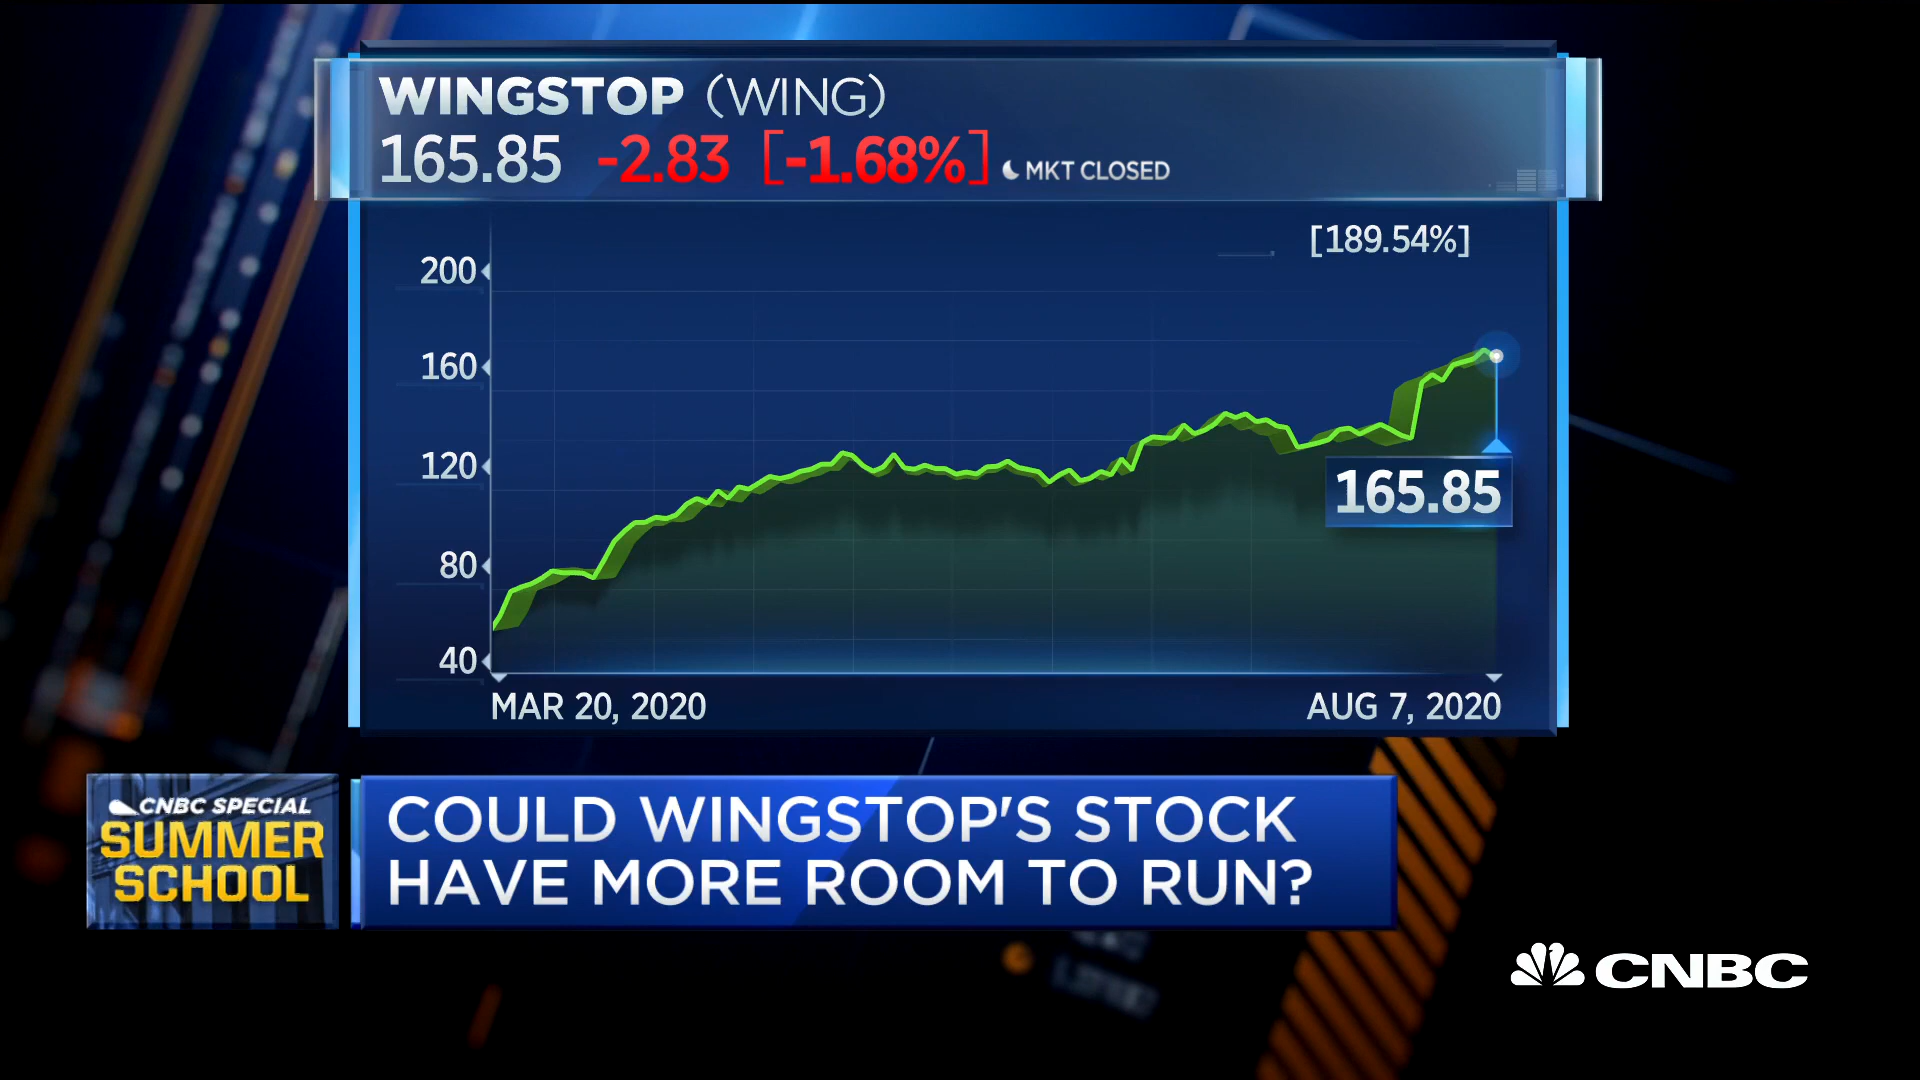 WINGSTOP (WING)
165.85 -2.83 [-1.68%] MKT CLOSED
[189.54%]
200
160
120
80
40
165.85
MAR 20, 2020 AUG 7, 2020
CNBC SPECIAL
SUMMER
SCHOOL
COULD WINGSTOP'S STOCK
HAVE MORE ROOM TO RUN?
CNBC